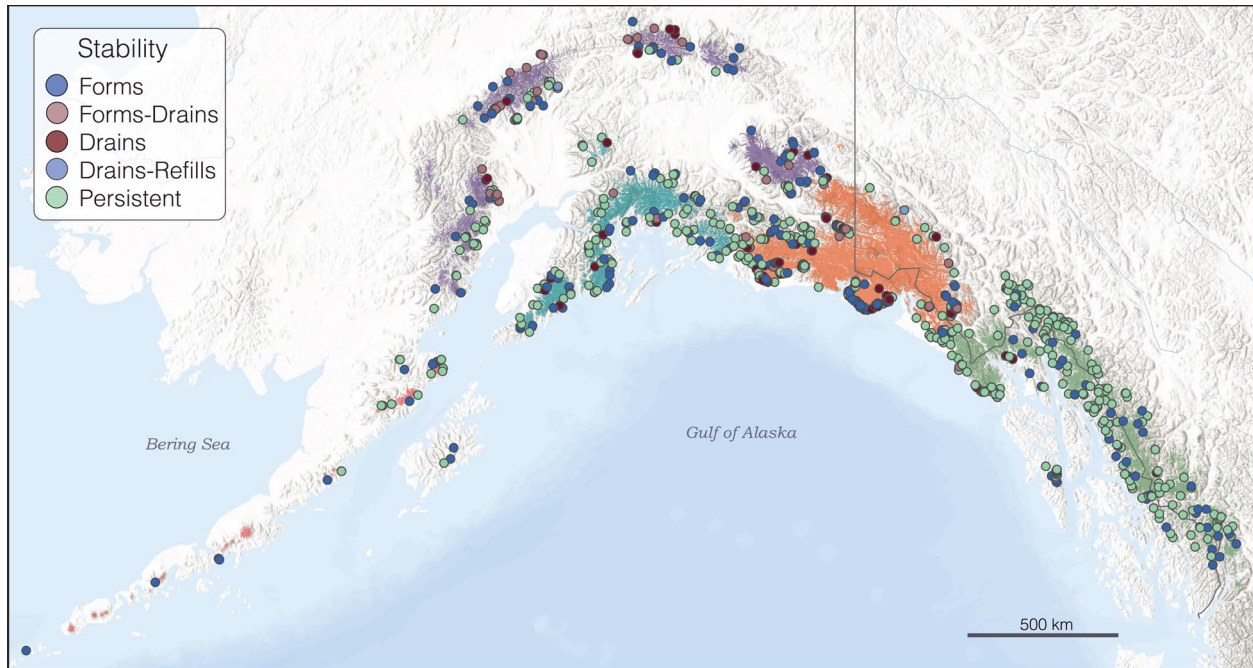 Stability
Forms
Forms-Drains
Drains
Drains-Refills
Persistent
Bering Sea
Gulf of Alaska
500 km